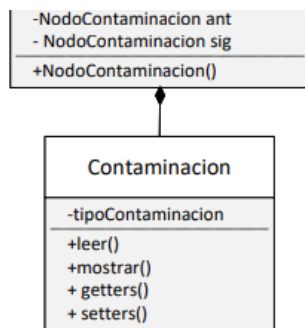 -NodoContaminacion ant
- NodoContaminacion sig
+NodoContaminacion()
Contaminacion
-tipoContaminacion
+leer()
+mostrar()
+ getters()
+ setters()